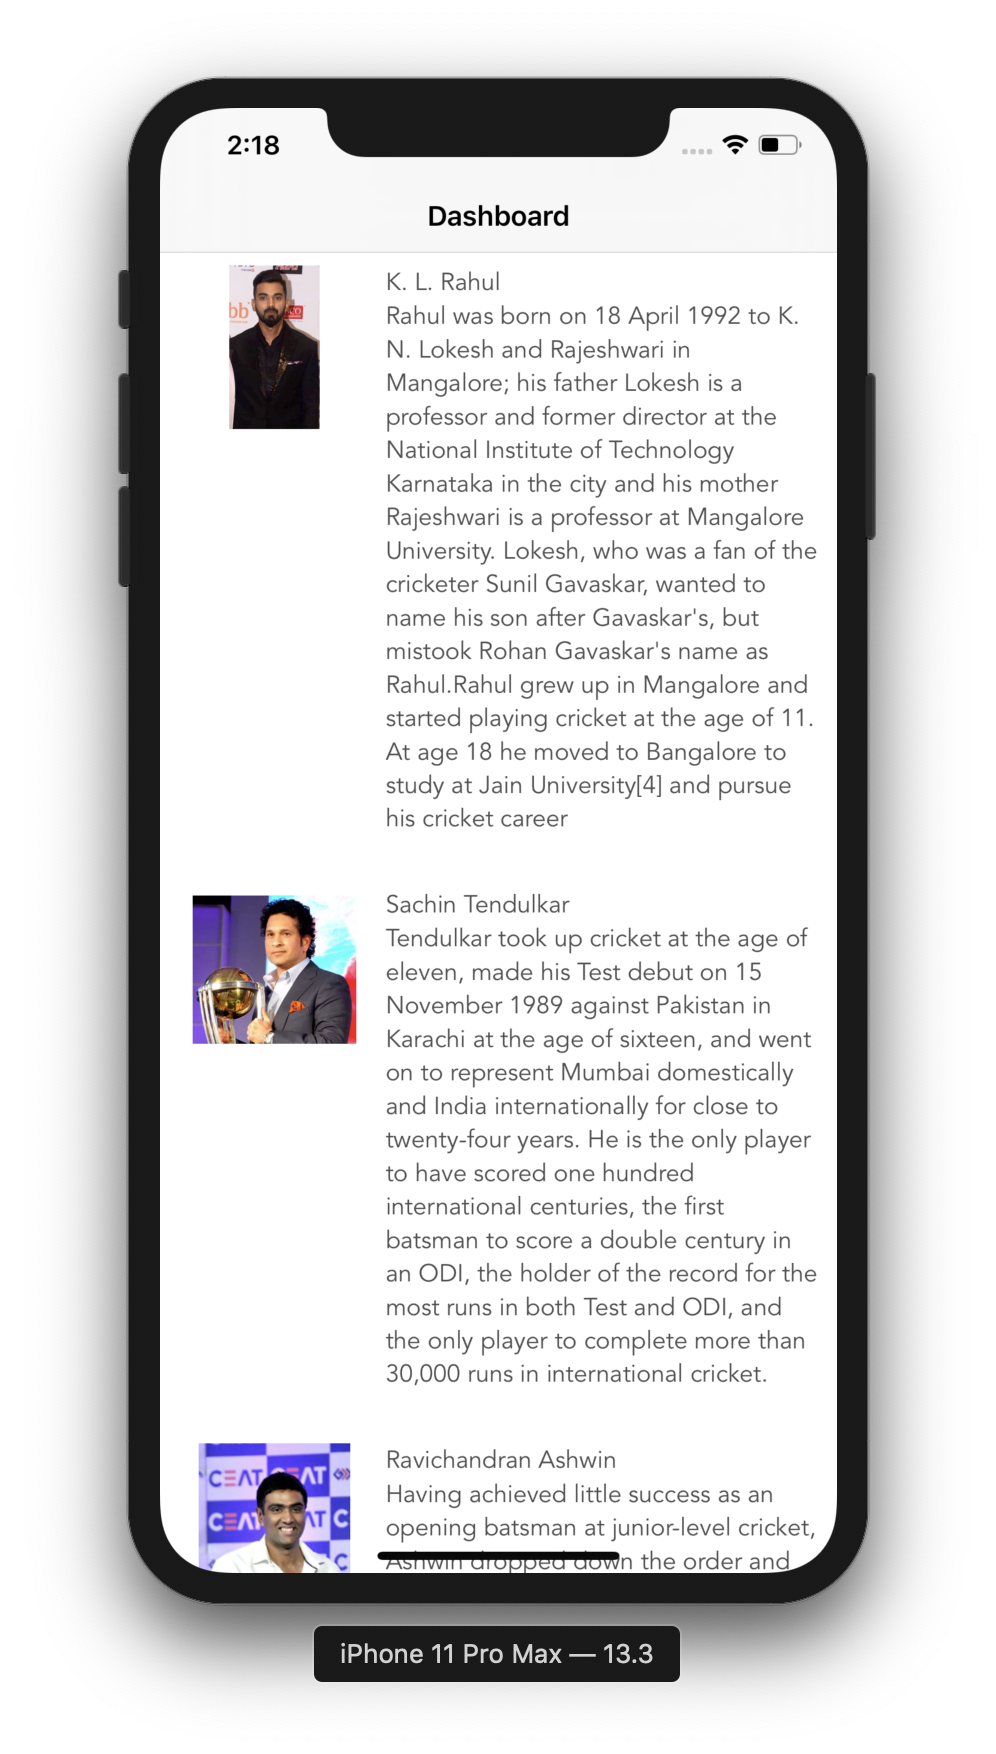 2:18
Dashboard
K. L. Rahul
Rahul was born on 18 April 1992 to K.
N. Lokesh and Rajeshwari in
Mangalore; his father Lokesh is a
professor and former director at the
National Institute of Technology
Karnataka in the city and his mother
Rajeshwari is a professor at Mangalore
University. Lokesh, who was a fan of the
cricketer Sunil Gavaskar, wanted to
name his son after Gavaskar's, but
mistook Rohan Gavaskar's name as
Rahul.Rahul grew up in Mangalore and
started playing cricket at the age of 11.
At age 18 he moved to Bangalore to
study at Jain University[4] and pursue
his cricket career
Sachin Tendulkar
Tendulkar took up cricket at the age of
eleven, made his Test debut on 15
November 1989 against Pakistan in
Karachi at the age of sixteen, and went
on to represent Mumbai domestically
and India internationally for close to
twenty-four years. He is the only player
to have scored one hundred
international centuries, the first
batsman to score a double century in
an ODI, the holder of the record for the
most runs in both Test and ODI, and
the only player to complete more than
30,000 runs in international cricket.
CEAT
CEAT
Ravichandran Ashwin
Having achieved little success as an
opening batsman at junior-level cricket,
Ashwin dropped down the order and
iPhone 11 Pro Max — 13.3